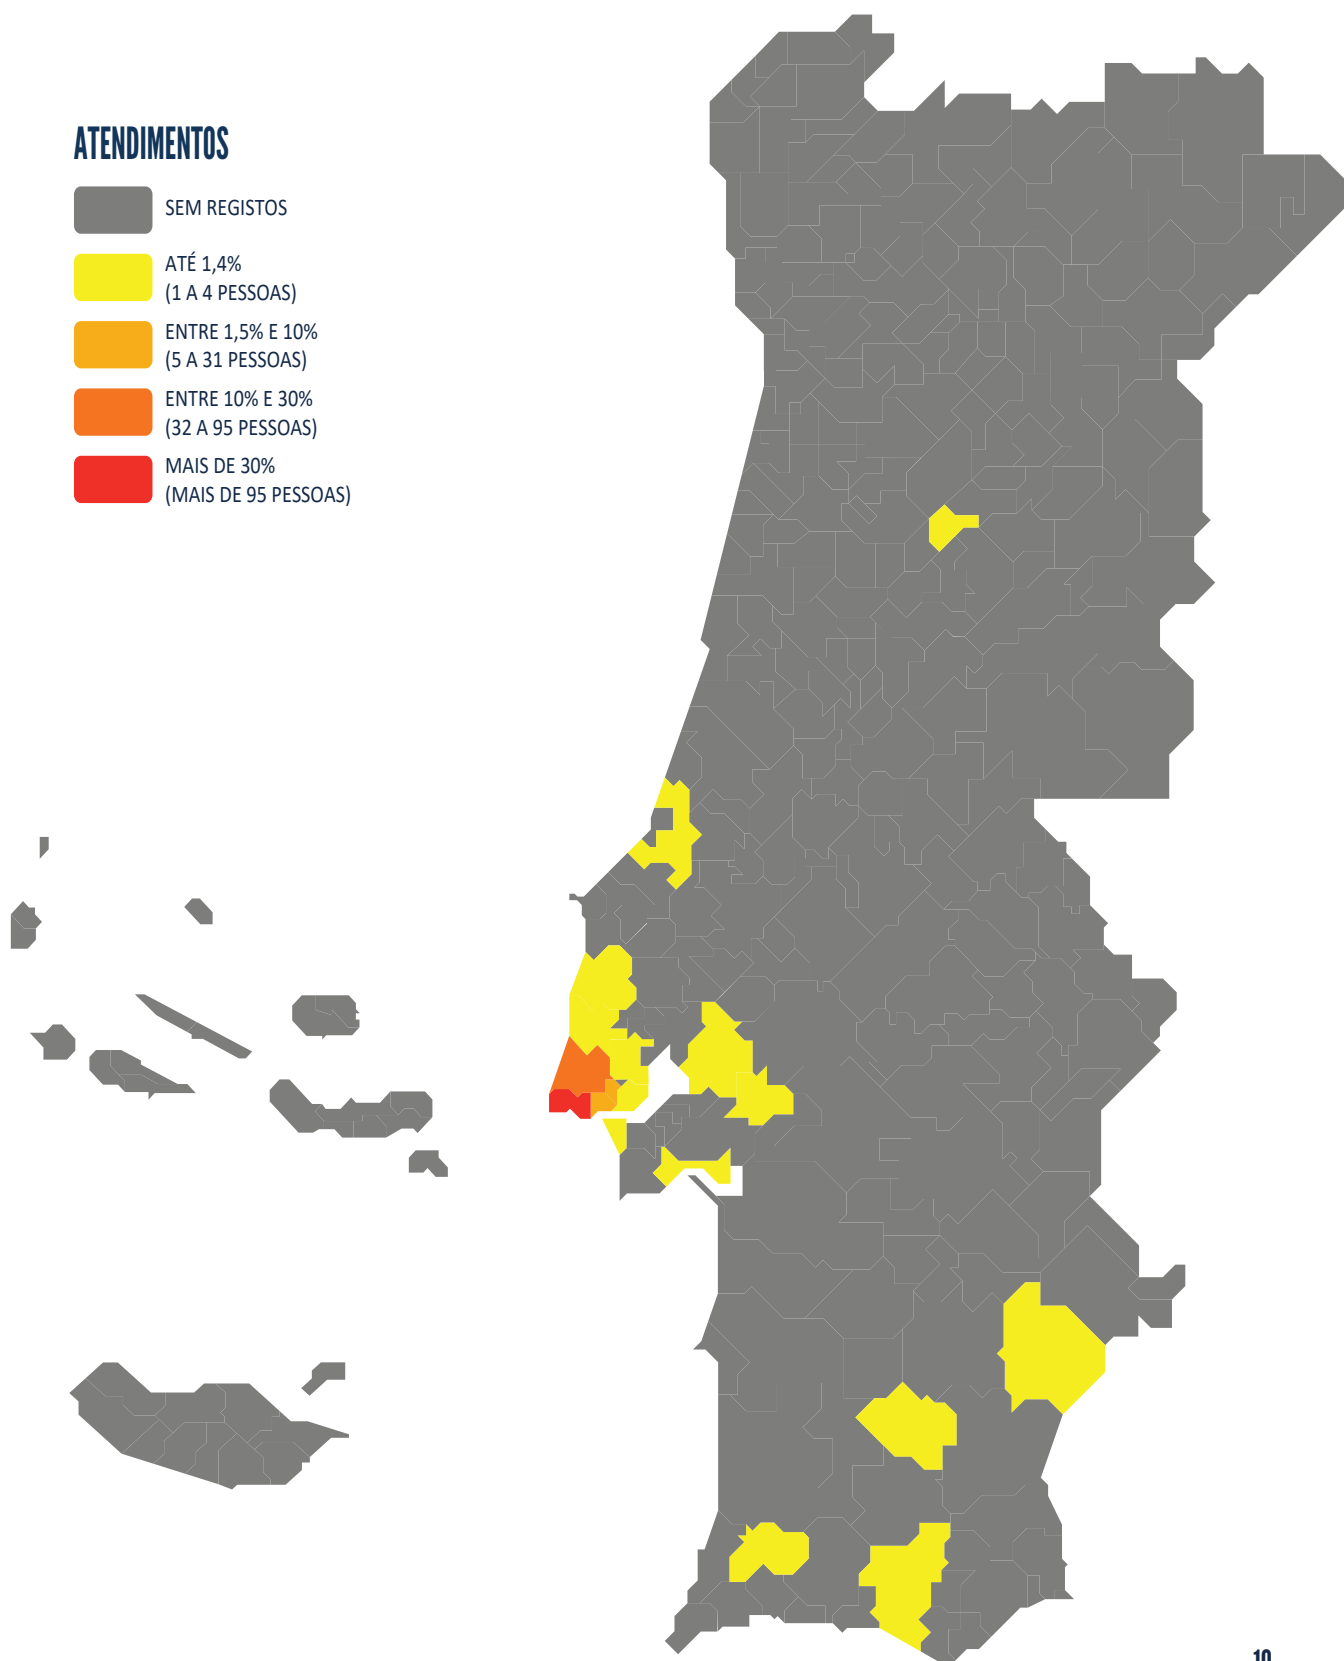 ATENDIMENTOS
SEM REGISTOS
ATÉ 1,4%
(1 A 4 PESSOAS)
ENTRE 1,5% E 10%
(5 A 31 PESSOAS)
ENTRE 10% E 30%
(32 A 95 PESSOAS)
MAIS DE 30%
(MAIS DE 95 PESSOAS)
10